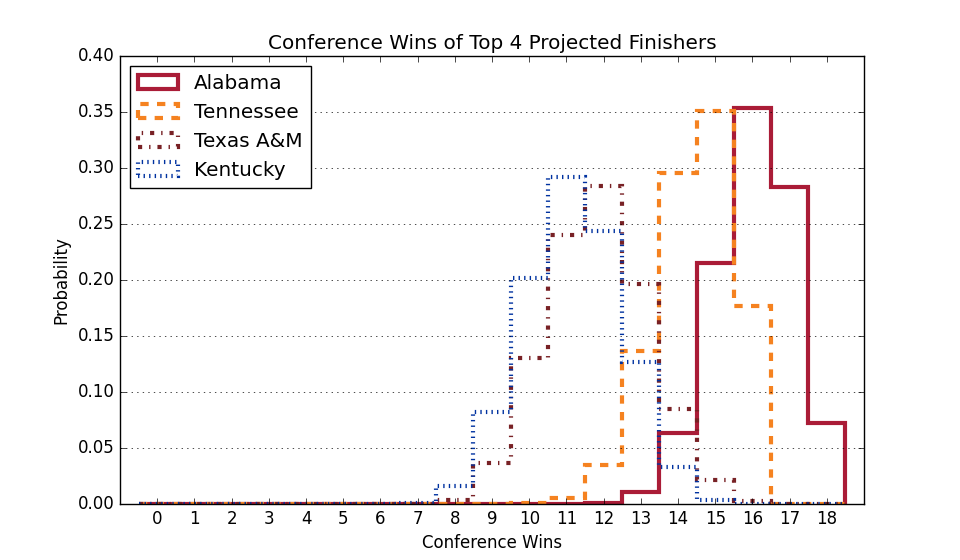 Conference Wins of Top 4 Projected Finishers
0.40
0.35
0.30
0.25
0.20
0.15
0.10
0.05
0.00
Probability
Alabama
Tennessee
Texas A&M
Kentucky
0 1 2 3 4 5 6 7 8 9 10 11 12 13 14 15 16 17 18
Conference Wins